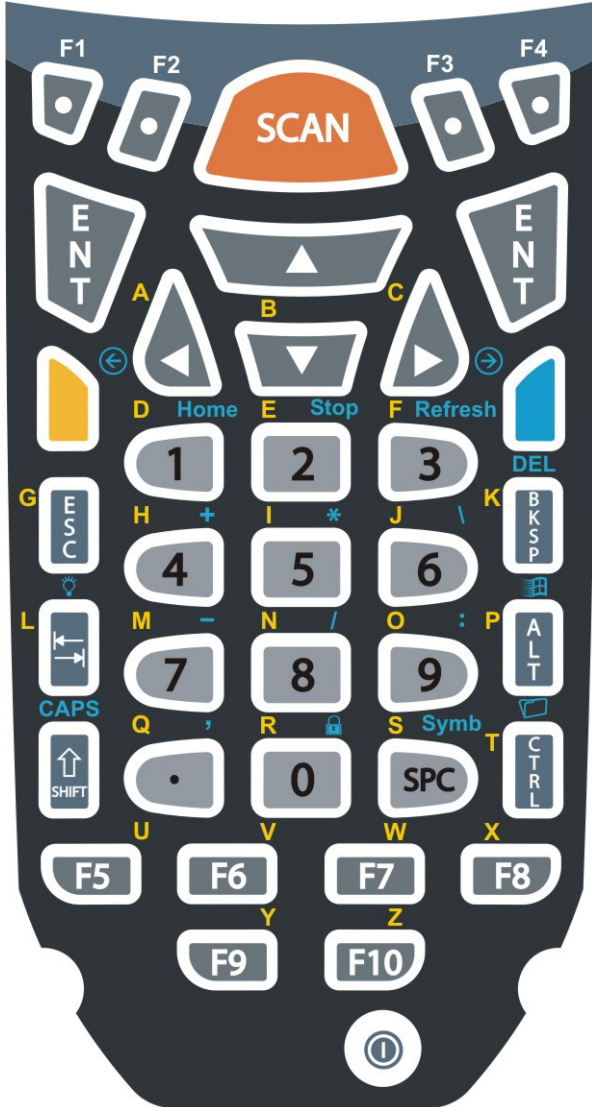 F1 F2 F3 F4
SCAN
ENT ENT
A B C
D Home E Stop F Refresh
1 2 3
DEL
G ESC H + I * J \ K BKSP
4 5 6
L M - N / O : P ALT
7 8 9
CAPS
Q , R S Symb T CTRL
SHIFT . 0 SPC
U V W X
F5 F6 F7 F8
Y Z
F9 F10